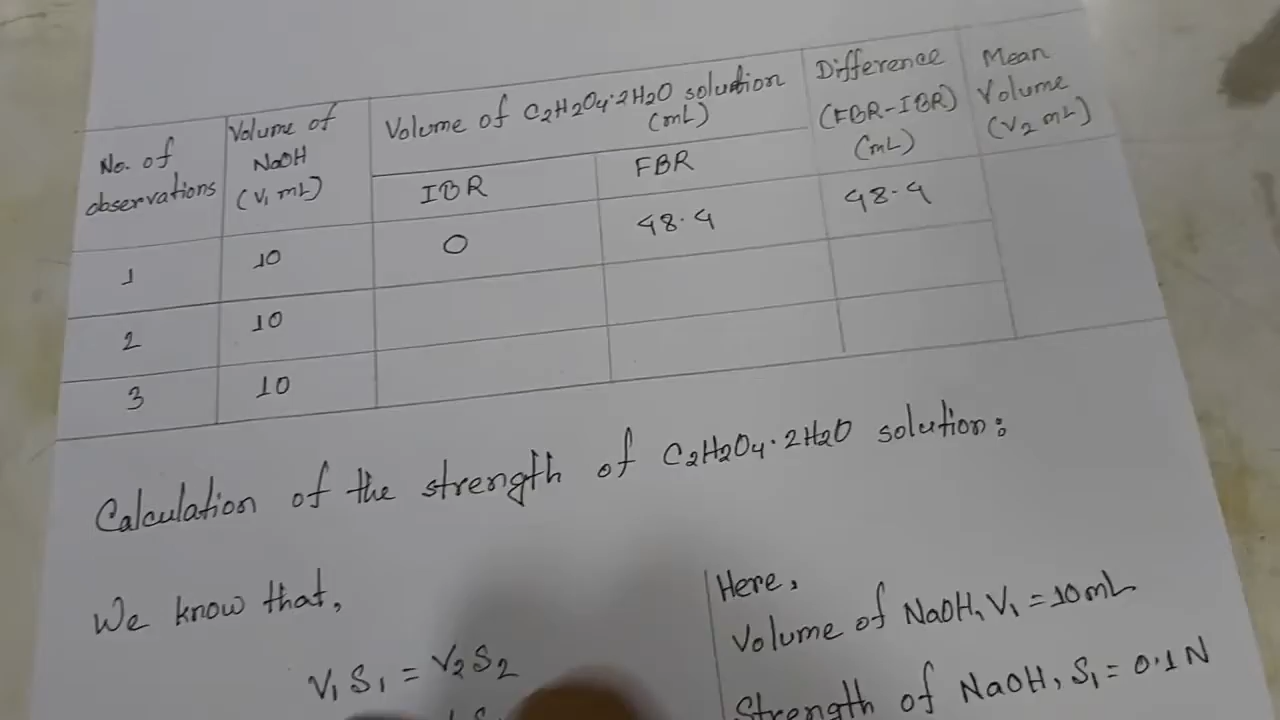 No. of observations | Volume of NaOH (V₁ mL) | Volume of C₂H₂O₄·2H₂O solution (mL) | Difference (FBR-IBR) (mL) | Mean Volume (V₂ mL)
IBR | FBR
1 | 10 | 0 | 48.4 | 48.4
2 | 10
3 | 10
Calculation of the strength of C₂H₂O₄·2H₂O solution:
We know that,
V₁S₁ = V₂S₂
Here,
Volume of NaOH, V₁ = 10 mL
Strength of NaOH, S₁ = 0.1 N